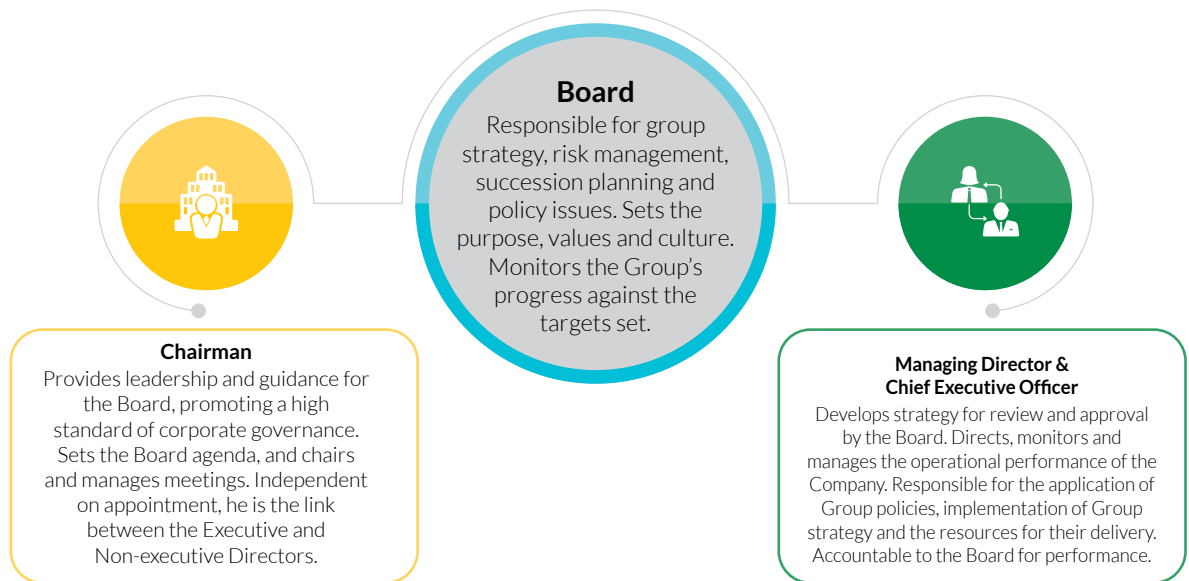 Board
Responsible for group
strategy, risk management,
succession planning and
policy issues. Sets the
purpose, values and culture.
Monitors the Group’s
progress against the
targets set.
Chairman
Provides leadership and guidance for
the Board, promoting a high
standard of corporate governance.
Sets the Board agenda, and chairs
and manages meetings. Independent
on appointment, he is the link
between the Executive and
Non-executive Directors.
Managing Director &
Chief Executive Officer
Develops strategy for review and approval
by the Board. Directs, monitors and
manages the operational performance of the
Company. Responsible for the application of
Group policies, implementation of Group
strategy and the resources for their delivery.
Accountable to the Board for performance.